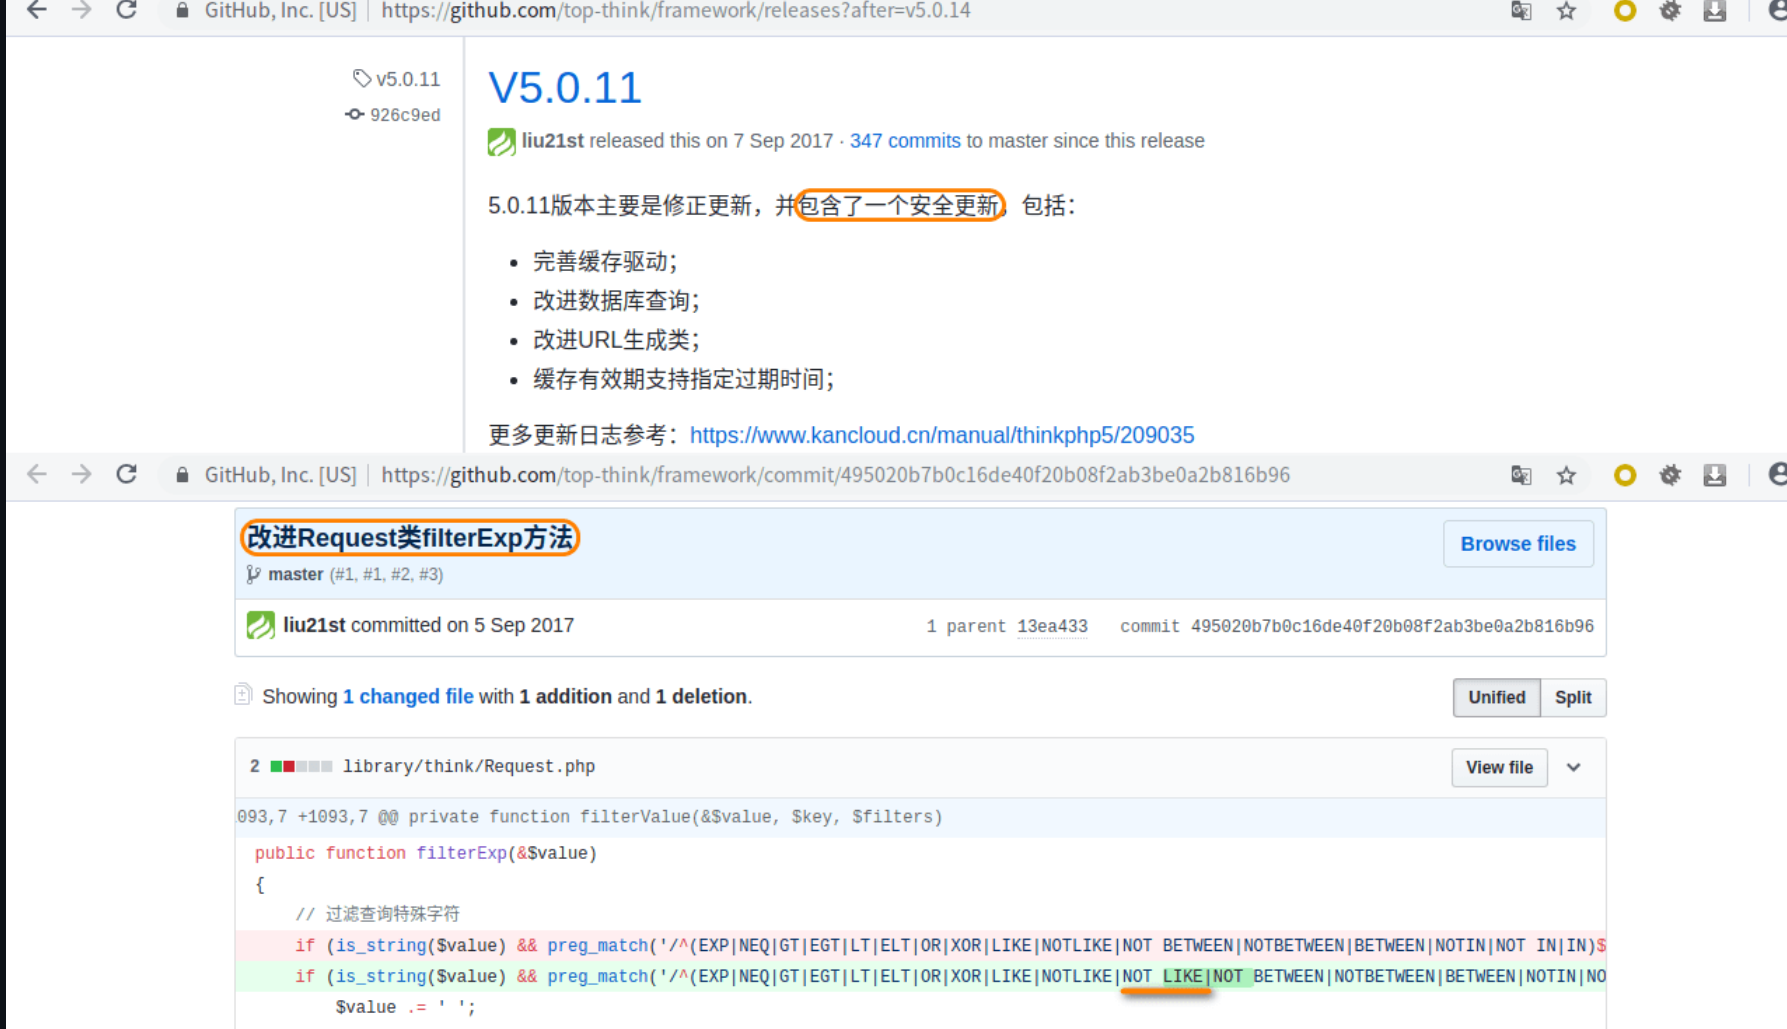 GitHub, Inc. [US] | https://github.com/top-think/framework/releases?after=v5.0.14
v5.0.11
926c9ed
V5.0.11
liu21st released this on 7 Sep 2017 · 347 commits to master since this release
5.0.11版本主要是修正更新，并包含了一个安全更新，包括：
• 完善缓存驱动；
• 改进数据库查询；
• 改进URL生成类；
• 缓存有效期支持指定过期时间；
更多更新日志参考：https://www.kancloud.cn/manual/thinkphp5/209035
GitHub, Inc. [US] | https://github.com/top-think/framework/commit/495020b7b0c16de40f20b08f2ab3be0a2b816b96
改进Request类filterExp方法
Browse files
master (#1, #1, #2, #3)
liu21st committed on 5 Sep 2017
1 parent 13ea433 commit 495020b7b0c16de40f20b08f2ab3be0a2b816b96
Showing 1 changed file with 1 addition and 1 deletion.
Unified Split
2 library/think/Request.php
View file
093,7 +1093,7 @@ private function filterValue(&$value, $key, $filters)
public function filterExp(&$value)
{
// 过滤查询特殊字符
if (is_string($value) && preg_match('/^(EXP|NEQ|GT|EGT|LT|ELT|OR|XOR|LIKE|NOTLIKE|NOT BETWEEN|NOTBETWEEN|BETWEEN|NOTIN|NOT IN|IN)$
if (is_string($value) && preg_match('/^(EXP|NEQ|GT|EGT|LT|ELT|OR|XOR|LIKE|NOTLIKE|NOT LIKE|NOT BETWEEN|NOTBETWEEN|BETWEEN|NOTIN|NO
$value .= ' ';